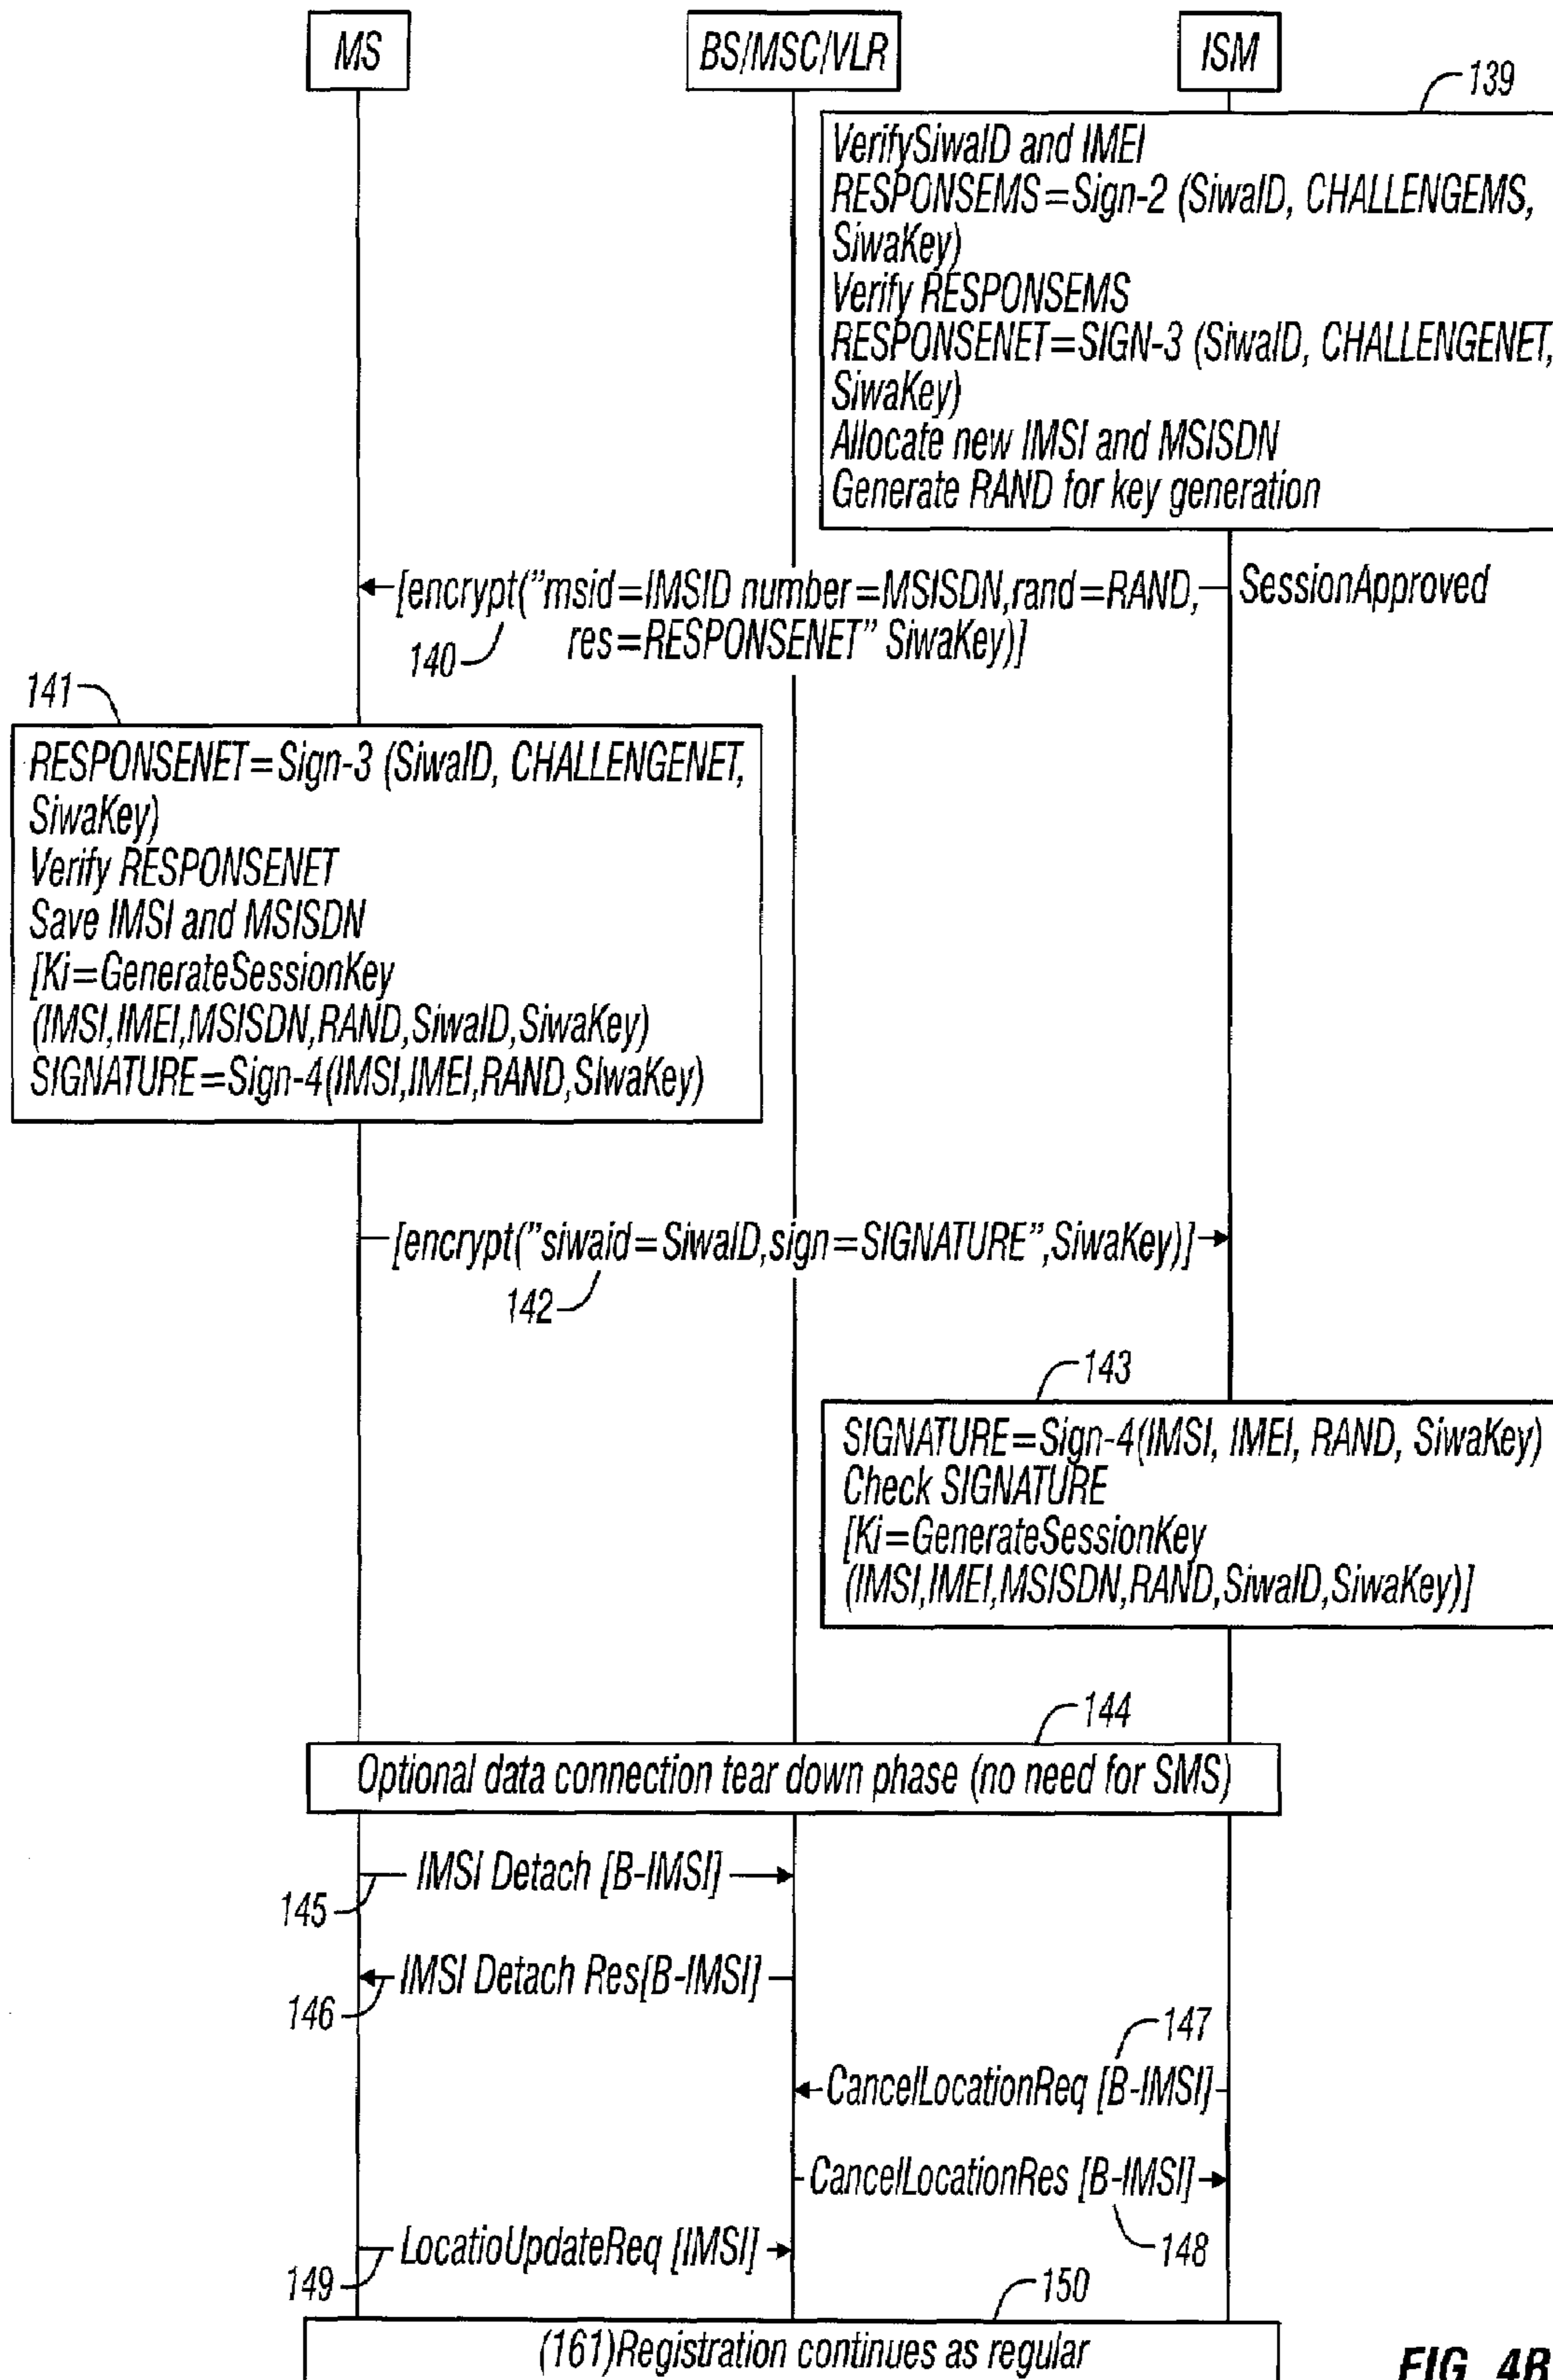 MS
BS/MSC/VLR
ISM
139
VerifySiwaID and IMEI
RESPONSEMS=Sign-2 (SiwaID, CHALLENGEMS,
SiwaKey)
Verify RESPONSEMS
RESPONSENET=SIGN-3 (SiwaID, CHALLENGENET,
SiwaKey)
Allocate new IMSI and MSISDN
Generate RAND for key generation
[encrypt("msid=IMSID number=MSISDN,rand=RAND,
res=RESPONSENET" SiwaKey)]
SessionApproved
140
141
RESPONSENET=Sign-3 (SiwaID, CHALLENGENET,
SiwaKey)
Verify RESPONSENET
Save IMSI and MSISDN
[Ki=GenerateSessionKey
(IMSI,IMEI,MSISDN,RAND,SiwaID,SiwaKey)
SIGNATURE=Sign-4(IMSI,IMEI,RAND,SiwaKey)
[encrypt("siwaid=SiwaID,sign=SIGNATURE",SiwaKey)]
142
143
SIGNATURE=Sign-4(IMSI, IMEI, RAND, SiwaKey)
Check SIGNATURE
[Ki=GenerateSessionKey
(IMSI,IMEI,MSISDN,RAND,SiwaID,SiwaKey)]
144
Optional data connection tear down phase (no need for SMS)
IMSI Detach [B-IMSI]
145
IMSI Detach Res[B-IMSI]
146
147
CancelLocationReq [B-IMSI]
CancelLocationRes [B-IMSI]
148
LocatioUpdateReq [IMSI]
149
150
(161)Registration continues as regular
FIG. 4B